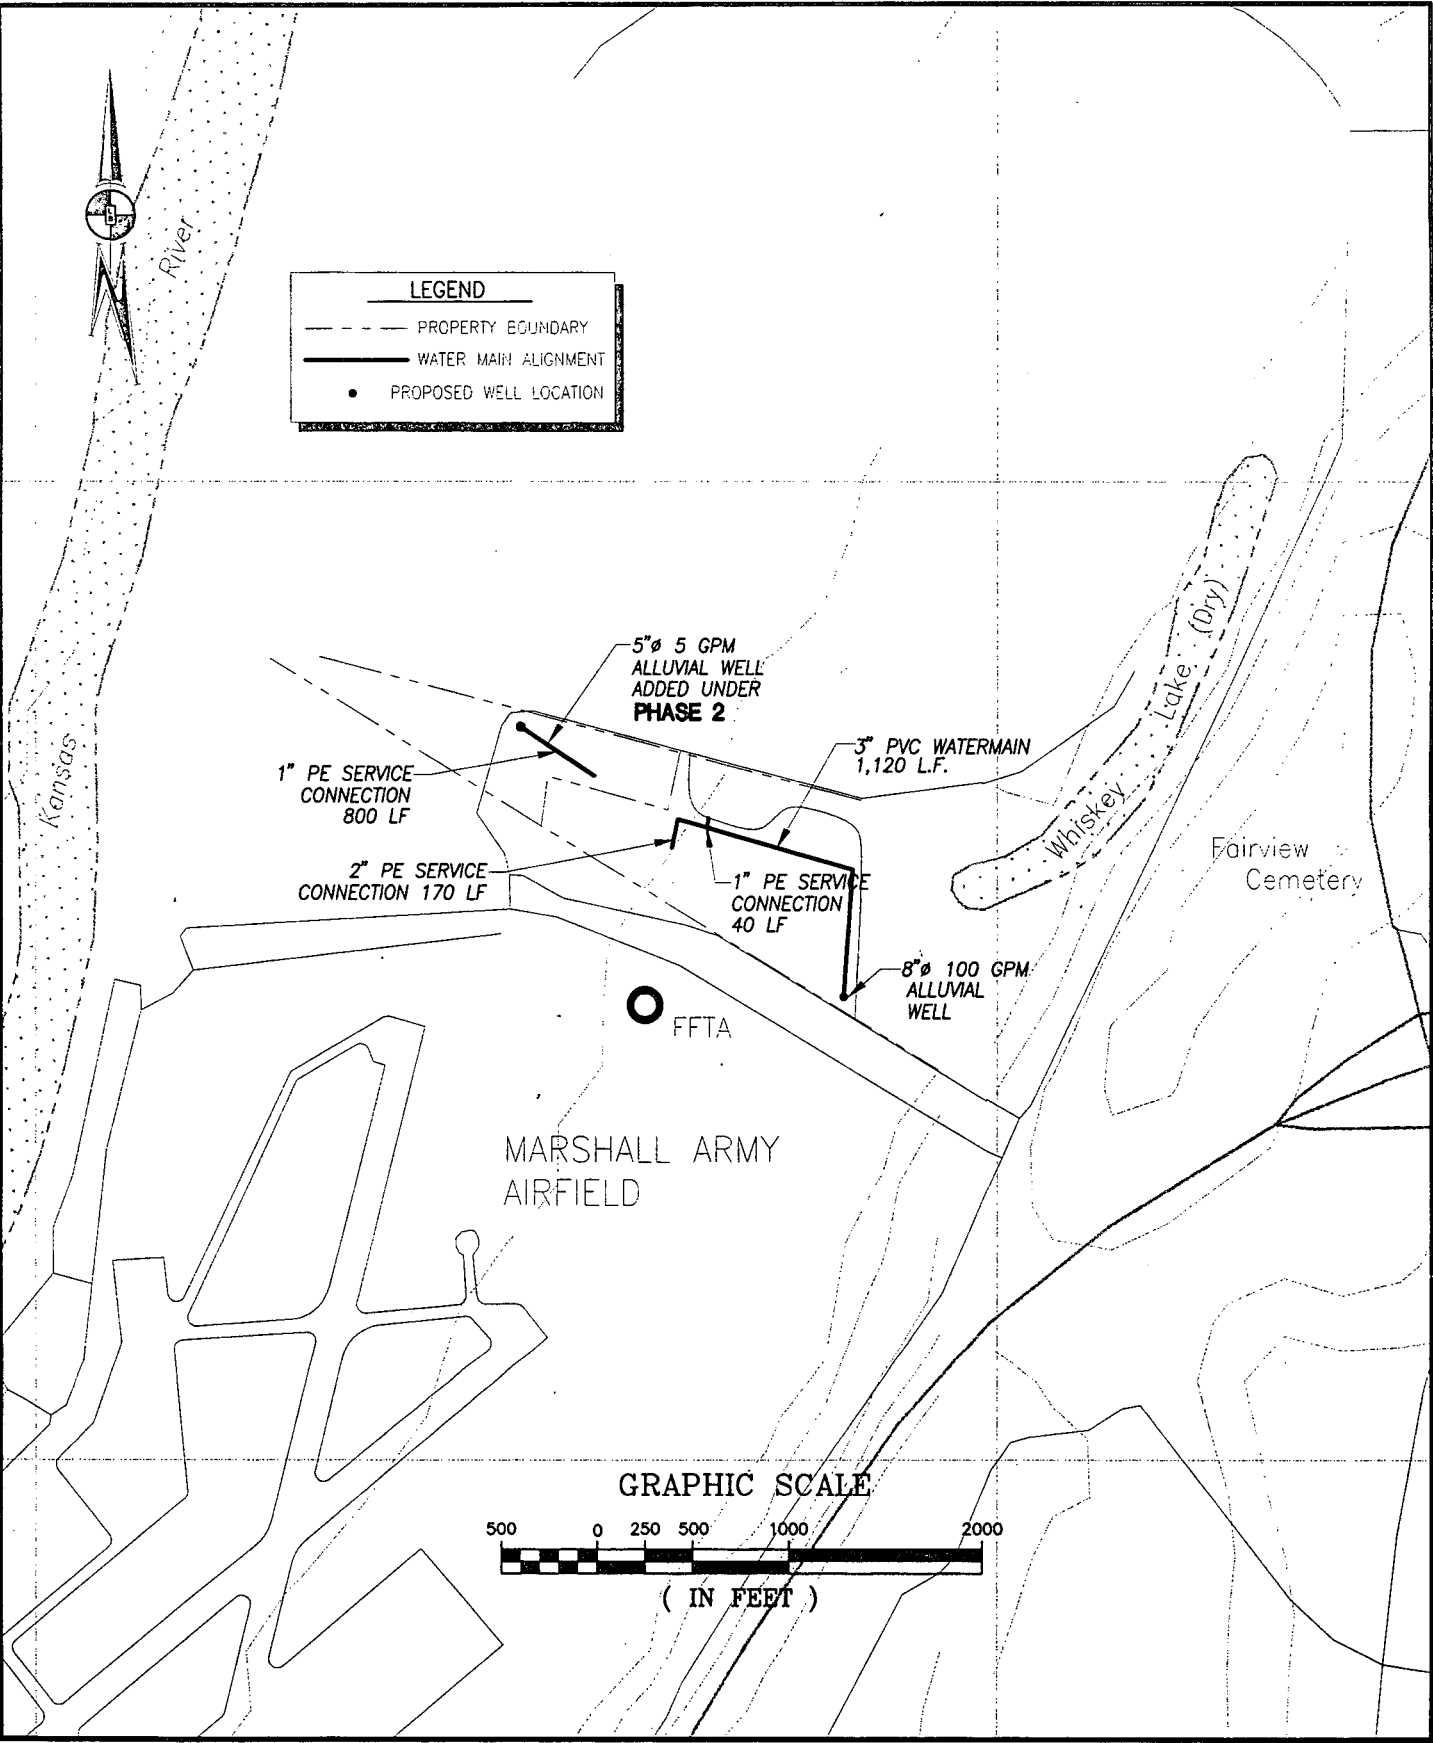 River
LEGEND
PROPERTY BOUNDARY
WATER MAIN ALIGNMENT
PROPOSED WELL LOCATION
N
5"ø 5 GPM
ALLUVIAL WELL
ADDED UNDER
PHASE 2
3" PVC WATERMAIN
1,120 L.F.
1" PE SERVICE
CONNECTION
800 LF
2" PE SERVICE
CONNECTION 170 LF
1" PE SERVICE
CONNECTION
40 LF
8"ø 100 GPM
ALLUVIAL
WELL
Kansas
Whiskey Lake (Dry)
Fairview
Cemetery
FFTA
MARSHALL ARMY
AIRFIELD
GRAPHIC SCALE
500 0 250 500 1000 2000
( IN FEET )